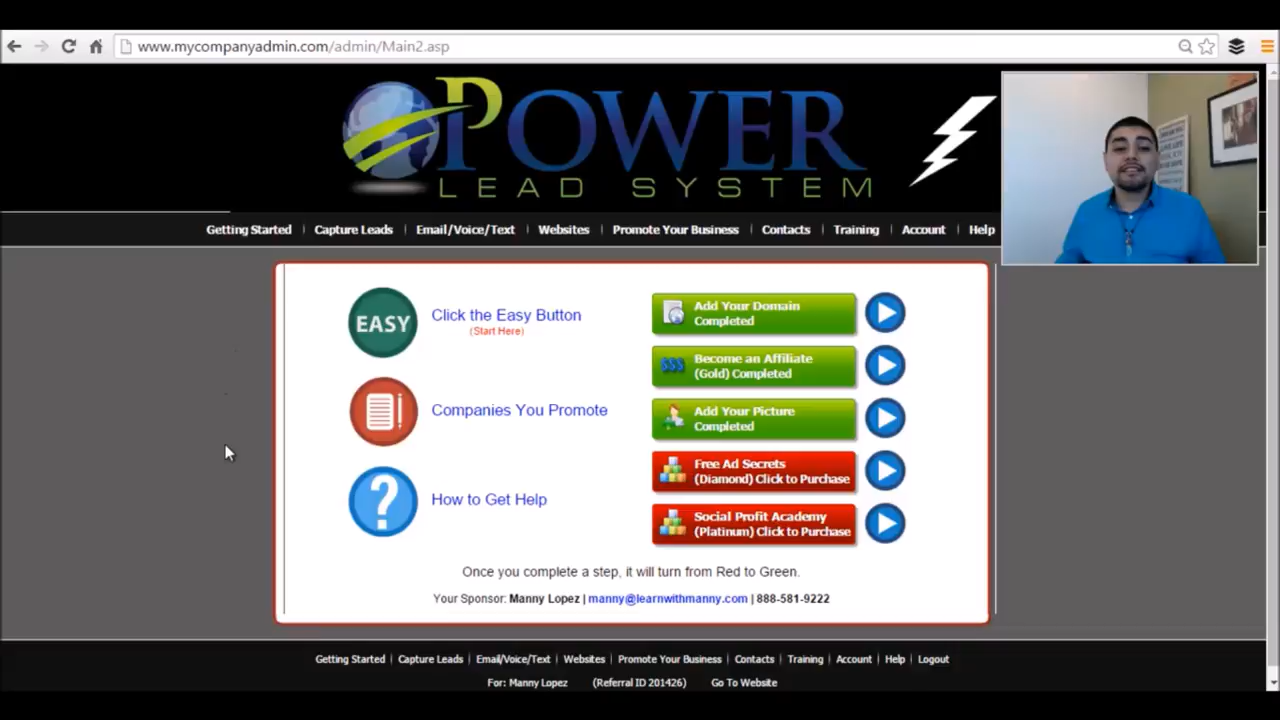 www.mycompanyadmin.com/admin/Main2.asp
POWER
LEAD SYSTEM
Getting Started | Capture Leads | Email/Voice/Text | Websites | Promote Your Business | Contacts | Training | Account | Help
EASY
Click the Easy Button
(Start Here)
Companies You Promote
?
How to Get Help
Add Your Domain
Completed
Become an Affiliate
(Gold) Completed
$$$
Add Your Picture
Completed
Free Ad Secrets
(Diamond) Click to Purchase
Social Profit Academy
(Platinum) Click to Purchase
Once you complete a step, it will turn from Red to Green.
Your Sponsor: Manny Lopez | manny@learnwithmanny.com | 888-581-9222
Getting Started | Capture Leads | Email/Voice/Text | Websites | Promote Your Business | Contacts | Training | Account | Help | Logout
For: Manny Lopez (Referral ID 201426) Go To Website